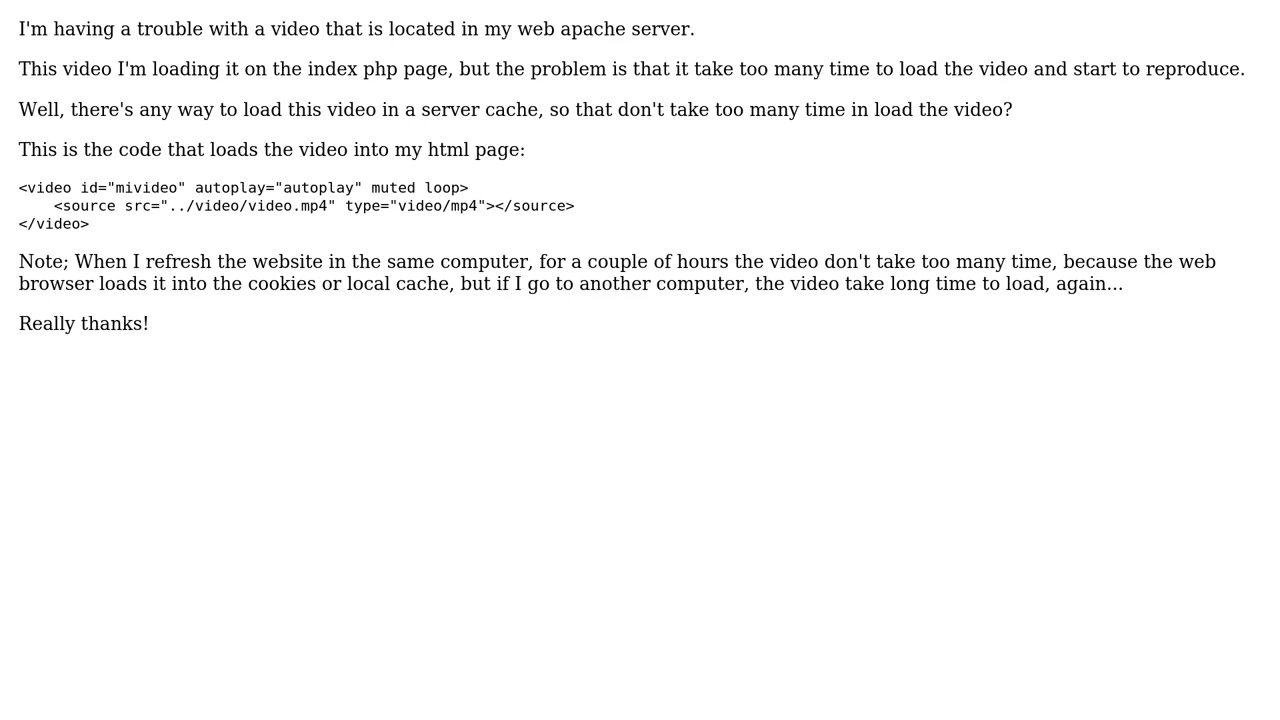 I'm having a trouble with a video that is located in my web apache server.
This video I'm loading it on the index php page, but the problem is that it take too many time to load the video and start to reproduce.
Well, there's any way to load this video in a server cache, so that don't take too many time in load the video?
This is the code that loads the video into my html page:
<video id="mivideo" autoplay="autoplay" muted loop>
    <source src="../video/video.mp4" type="video/mp4"></source>
</video>
Note; When I refresh the website in the same computer, for a couple of hours the video don't take too many time, because the web
browser loads it into the cookies or local cache, but if I go to another computer, the video take long time to load, again...
Really thanks!